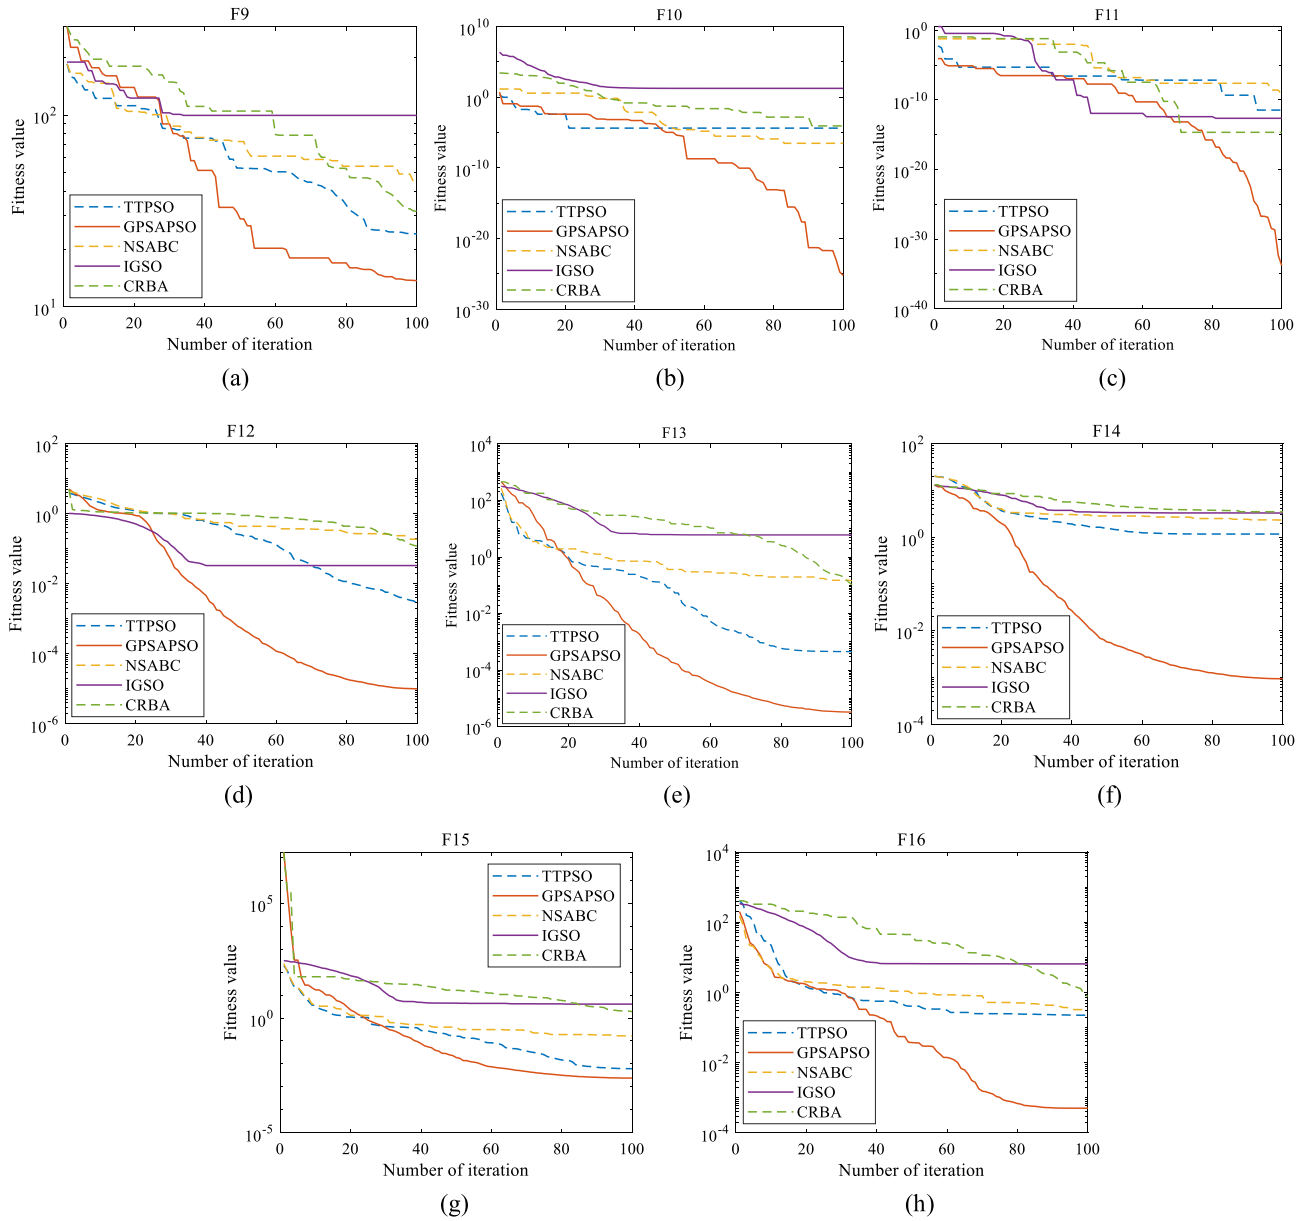 F9
10^2
10^1
Fitness value
TTPSO
GPSAPSO
NSABC
IGSO
CRBA
0 20 40 60 80 100
Number of iteration
(a)
F10
10^10
10^0
10^-10
10^-20
10^-30
Fitness value
TTPSO
GPSAPSO
NSABC
IGSO
CRBA
0 20 40 60 80 100
Number of iteration
(b)
F11
10^0
10^-10
10^-20
10^-30
10^-40
Fitness value
TTPSO
GPSAPSO
NSABC
IGSO
CRBA
0 20 40 60 80 100
Number of iteration
(c)
F12
10^2
10^0
10^-2
10^-4
10^-6
Fitness value
TTPSO
GPSAPSO
NSABC
IGSO
CRBA
0 20 40 60 80 100
Number of iteration
(d)
F13
10^4
10^2
10^0
10^-2
10^-4
10^-6
Fitness value
TTPSO
GPSAPSO
NSABC
IGSO
CRBA
0 20 40 60 80 100
Number of iteration
(e)
F14
10^2
10^0
10^-2
10^-4
Fitness value
TTPSO
GPSAPSO
NSABC
IGSO
CRBA
0 20 40 60 80 100
Number of iteration
(f)
F15
10^5
10^0
10^-5
Fitness value
TTPSO
GPSAPSO
NSABC
IGSO
CRBA
0 20 40 60 80 100
Number of iteration
(g)
F16
10^4
10^2
10^0
10^-2
10^-4
Fitness value
TTPSO
GPSAPSO
NSABC
IGSO
CRBA
0 20 40 60 80 100
Number of iteration
(h)